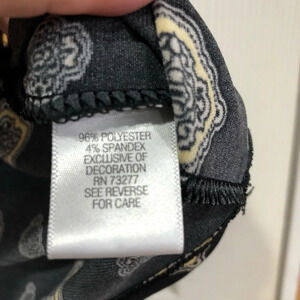 96% POLYESTER
4% SPANDEX
EXCLUSIVE OF
DECORATION
RN 73277
SEE REVERSE
FOR CARE